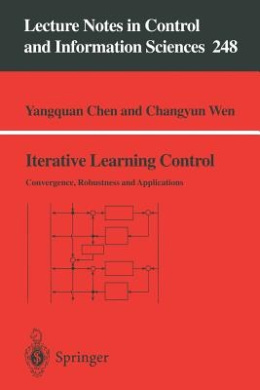 Lecture Notes in Control
and Information Sciences 248
Yangquan Chen and Changyun Wen
Iterative Learning Control
Convergence, Robustness and Applications
Springer